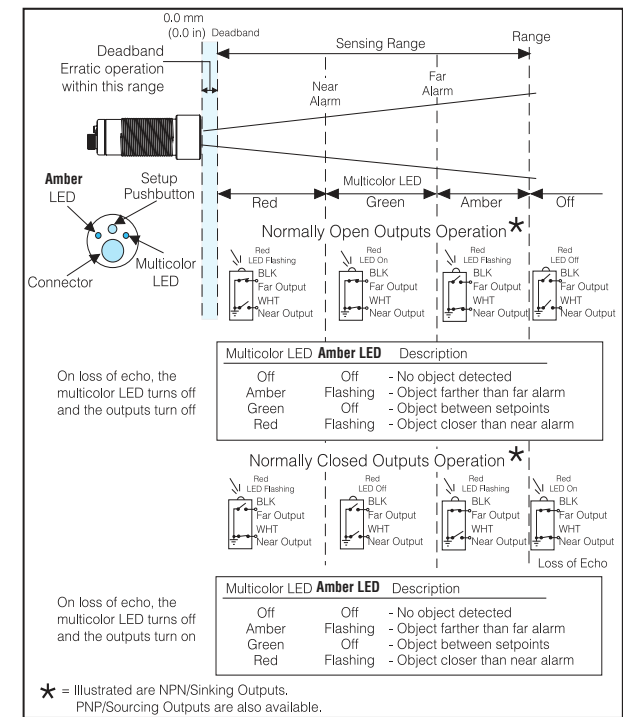 0.0 mm
(0.0 in) Deadband
Sensing Range
Range
Deadband
Erratic operation
within this range
Near
Alarm
Far
Alarm
Amber
LED
Setup
Pushbutton
Multicolor LED
Red
Green
Amber
Off
Connector
Multicolor
LED
Normally Open Outputs Operation *
Red
LED Flashing
BLK
Far Output
WHT
Near Output
Red
LED On
BLK
Far Output
WHT
Near Output
Red
LED Flashing
BLK
Far Output
WHT
Near Output
Red
LED Off
BLK
Far Output
WHT
Near Output
On loss of echo, the
multicolor LED turns off
and the outputs turn off
Multicolor LED Amber LED Description
Off Off - No object detected
Amber Flashing - Object farther than far alarm
Green Off - Object between setpoints
Red Flashing - Object closer than near alarm
Normally Closed Outputs Operation *
Red
LED Flashing
BLK
Far Output
WHT
Near Output
Red
LED Off
BLK
Far Output
WHT
Near Output
Red
LED Flashing
BLK
Far Output
WHT
Near Output
Red
LED On
BLK
Far Output
WHT
Near Output
Loss of Echo
On loss of echo, the
multicolor LED turns off
and the outputs turn on
Multicolor LED Amber LED Description
Off Off - No object detected
Amber Flashing - Object farther than far alarm
Green Off - Object between setpoints
Red Flashing - Object closer than near alarm
* = Illustrated are NPN/Sinking Outputs.
PNP/Sourcing Outputs are also available.